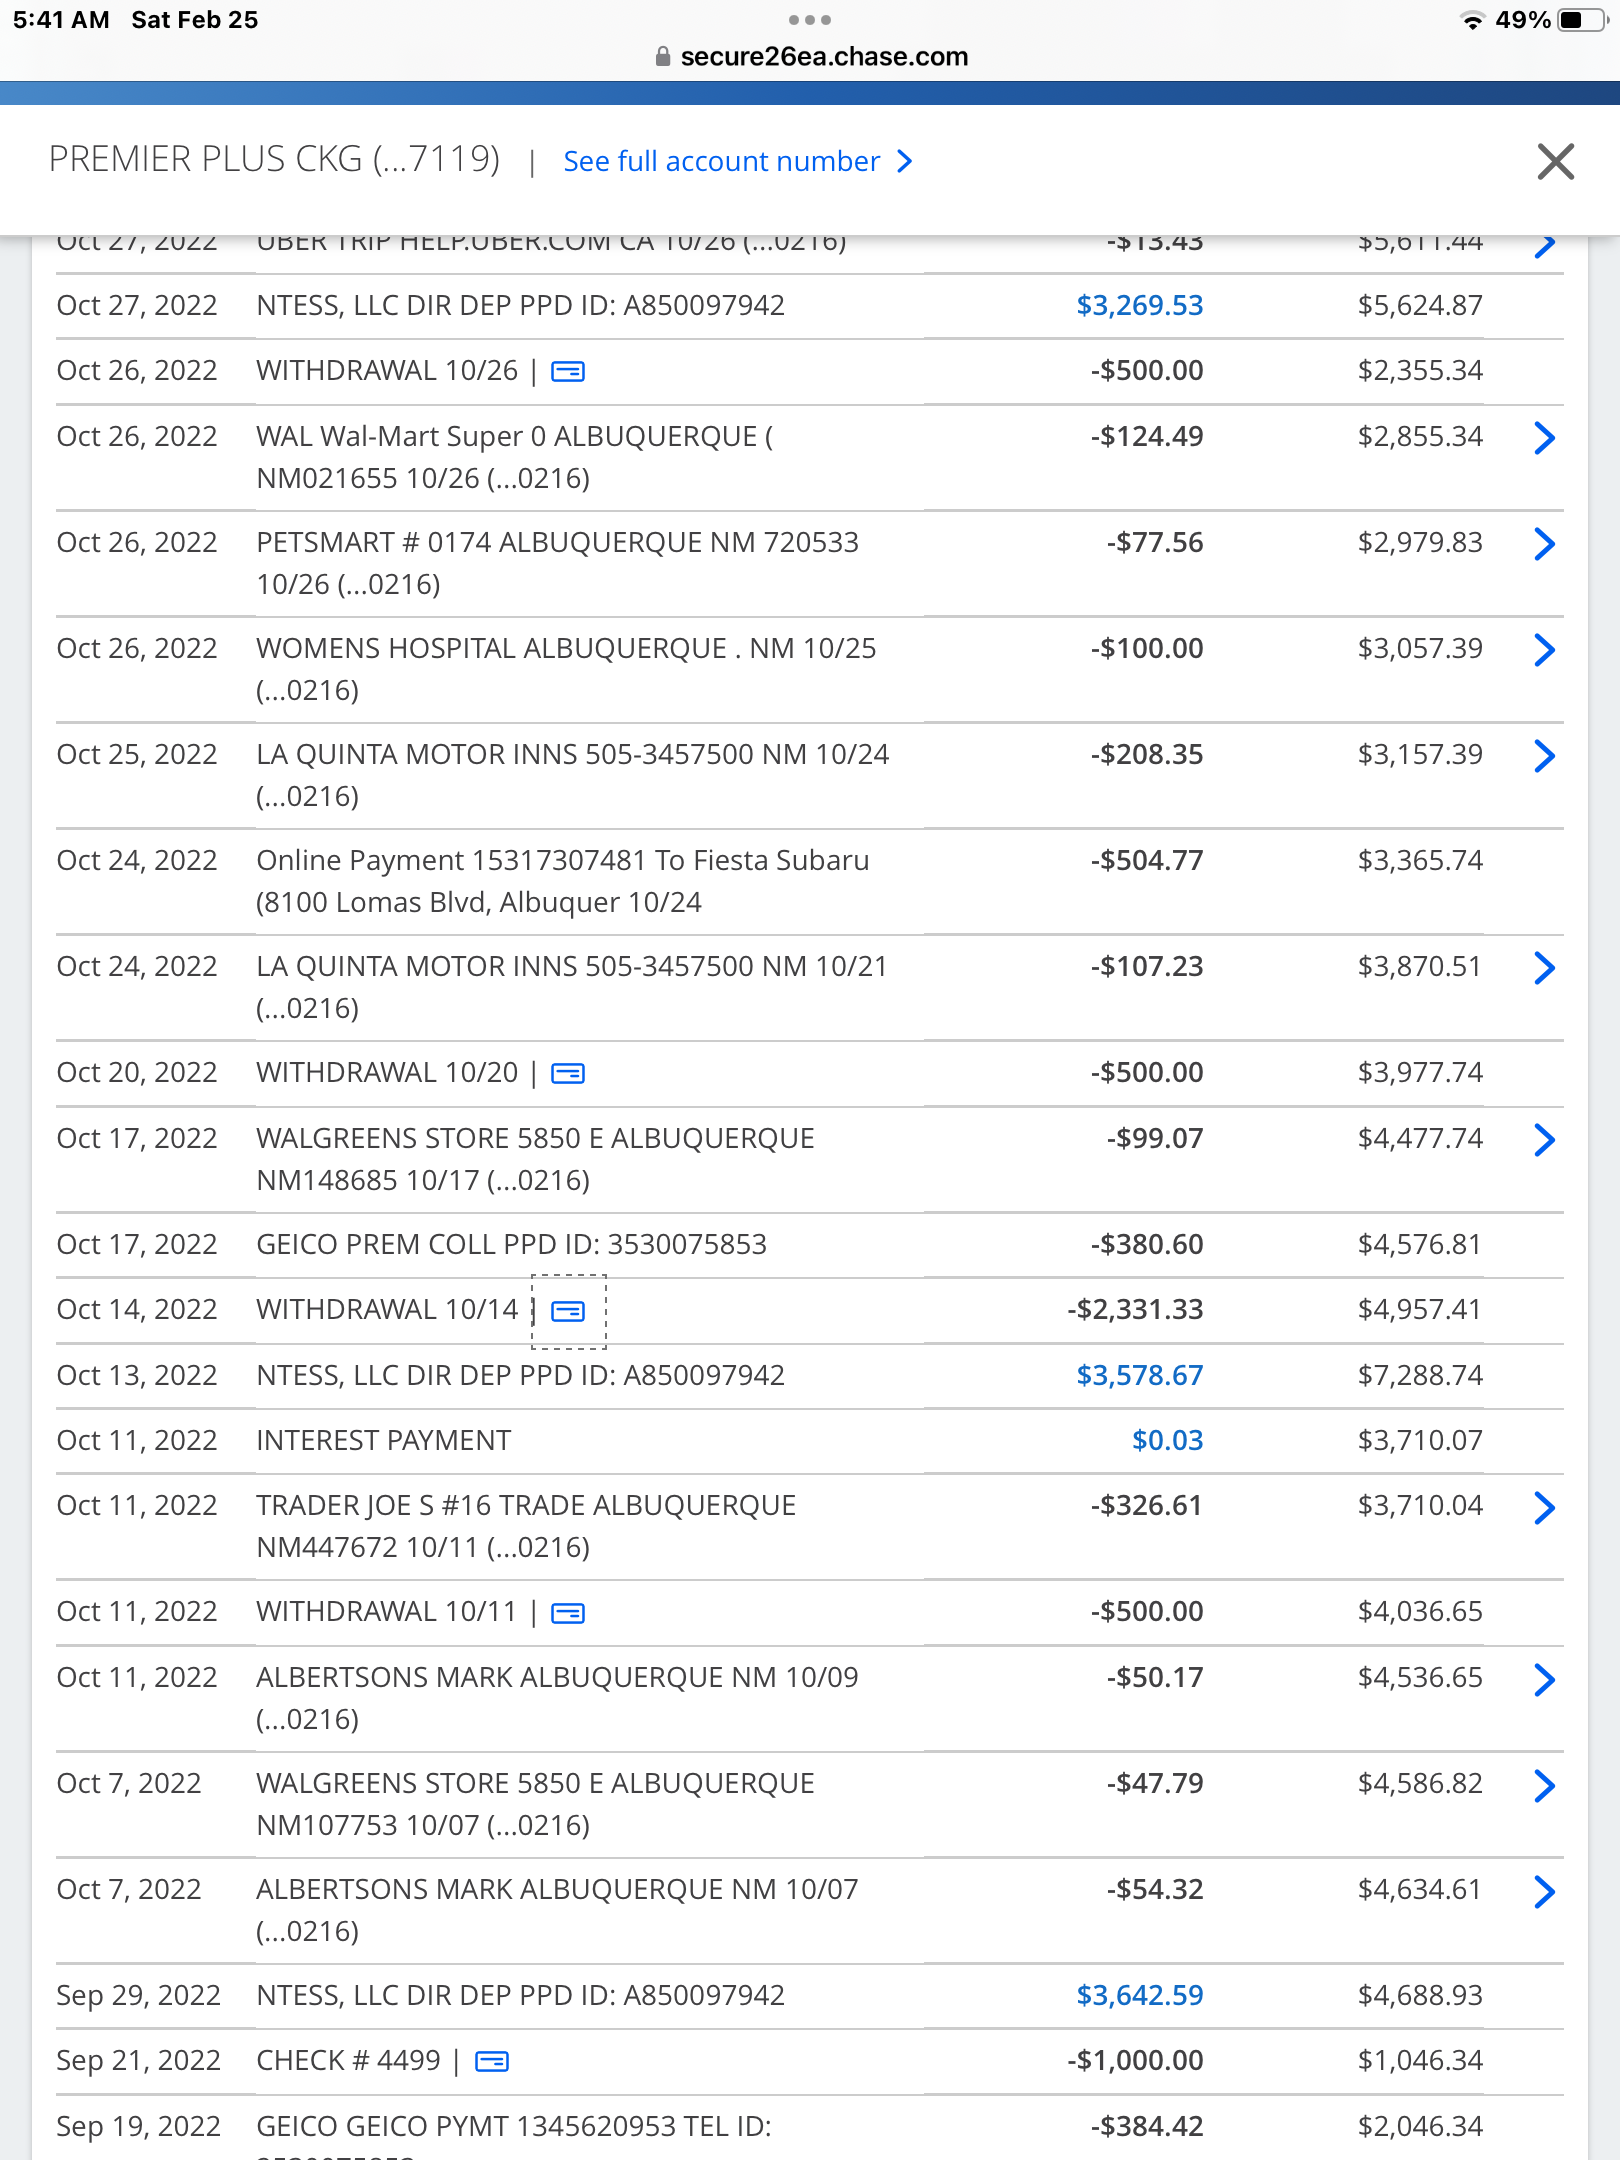 5:41 AM Sat Feb 25
49%
secure26ea.chase.com
PREMIER PLUS CKG (...7119) | See full account number
Oct 27, 2022 UBER TRIP HELP.UBER.COM CA 10/26 (...0216) -$13.43 $5,611.44
Oct 27, 2022 NTESS, LLC DIR DEP PPD ID: A850097942 $3,269.53 $5,624.87
Oct 26, 2022 WITHDRAWAL 10/26 | -$500.00 $2,355.34
Oct 26, 2022 WAL Wal-Mart Super 0 ALBUQUERQUE ( -$124.49 $2,855.34
NM021655 10/26 (...0216)
Oct 26, 2022 PETSMART # 0174 ALBUQUERQUE NM 720533 -$77.56 $2,979.83
10/26 (...0216)
Oct 26, 2022 WOMENS HOSPITAL ALBUQUERQUE . NM 10/25 -$100.00 $3,057.39
(...0216)
Oct 25, 2022 LA QUINTA MOTOR INNS 505-3457500 NM 10/24 -$208.35 $3,157.39
(...0216)
Oct 24, 2022 Online Payment 15317307481 To Fiesta Subaru -$504.77 $3,365.74
(8100 Lomas Blvd, Albuquer 10/24
Oct 24, 2022 LA QUINTA MOTOR INNS 505-3457500 NM 10/21 -$107.23 $3,870.51
(...0216)
Oct 20, 2022 WITHDRAWAL 10/20 | -$500.00 $3,977.74
Oct 17, 2022 WALGREENS STORE 5850 E ALBUQUERQUE -$99.07 $4,477.74
NM148685 10/17 (...0216)
Oct 17, 2022 GEICO PREM COLL PPD ID: 3530075853 -$380.60 $4,576.81
Oct 14, 2022 WITHDRAWAL 10/14 | -$2,331.33 $4,957.41
Oct 13, 2022 NTESS, LLC DIR DEP PPD ID: A850097942 $3,578.67 $7,288.74
Oct 11, 2022 INTEREST PAYMENT $0.03 $3,710.07
Oct 11, 2022 TRADER JOE S #16 TRADE ALBUQUERQUE -$326.61 $3,710.04
NM447672 10/11 (...0216)
Oct 11, 2022 WITHDRAWAL 10/11 | -$500.00 $4,036.65
Oct 11, 2022 ALBERTSONS MARK ALBUQUERQUE NM 10/09 -$50.17 $4,536.65
(...0216)
Oct 7, 2022 WALGREENS STORE 5850 E ALBUQUERQUE -$47.79 $4,586.82
NM107753 10/07 (...0216)
Oct 7, 2022 ALBERTSONS MARK ALBUQUERQUE NM 10/07 -$54.32 $4,634.61
(...0216)
Sep 29, 2022 NTESS, LLC DIR DEP PPD ID: A850097942 $3,642.59 $4,688.93
Sep 21, 2022 CHECK # 4499 | -$1,000.00 $1,046.34
Sep 19, 2022 GEICO GEICO PYMT 1345620953 TEL ID: -$384.42 $2,046.34